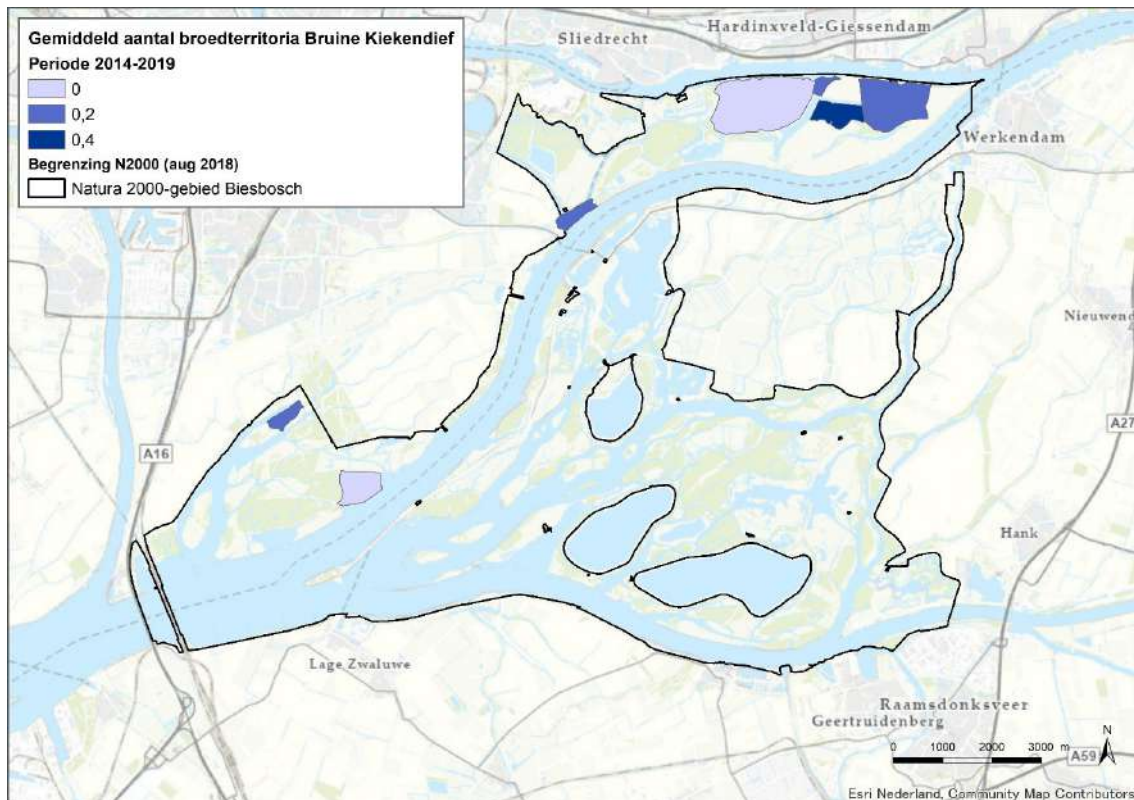 Gemiddeld aantal broedterritoria Bruine Kiekendief
Periode 2014-2019
0
0,2
0,4
Begrenzing N2000 (aug 2018)
Natura 2000-gebied Biesbosch
Hardinxveld-Giessendam
Sliedrecht
Werkendam
Nieuwend
A27
A16
Hank
Lage Zwaluwe
Raamsdonksveer
Geertruidenberg
N
0 1000 2000 3000 m
A59
Esri Nederland, Community Map Contributors